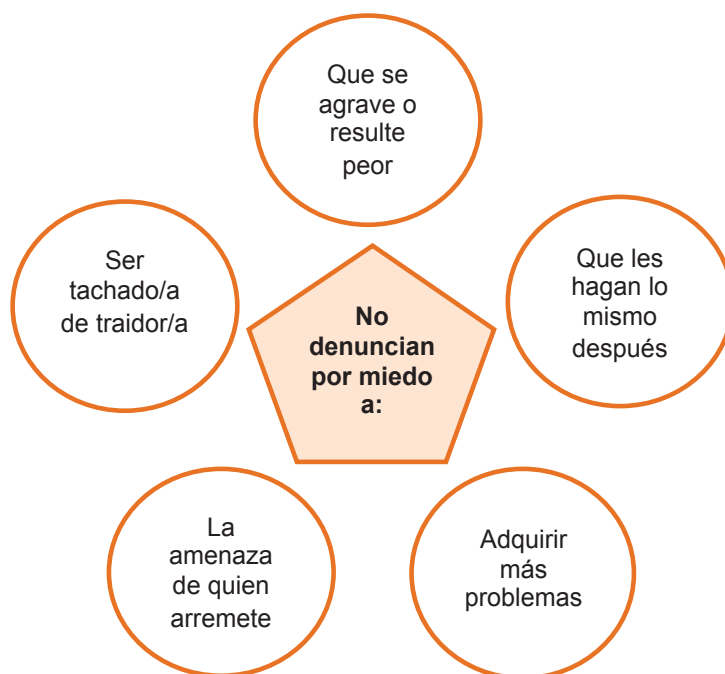 Que se
agrave o
resulte
peor
Ser
tachado/a
de traidor/a
Que les
hagan lo
mismo
después
No
denuncian
por miedo
a:
La
amenaza
de quien
arremete
Adquirir
más
problemas